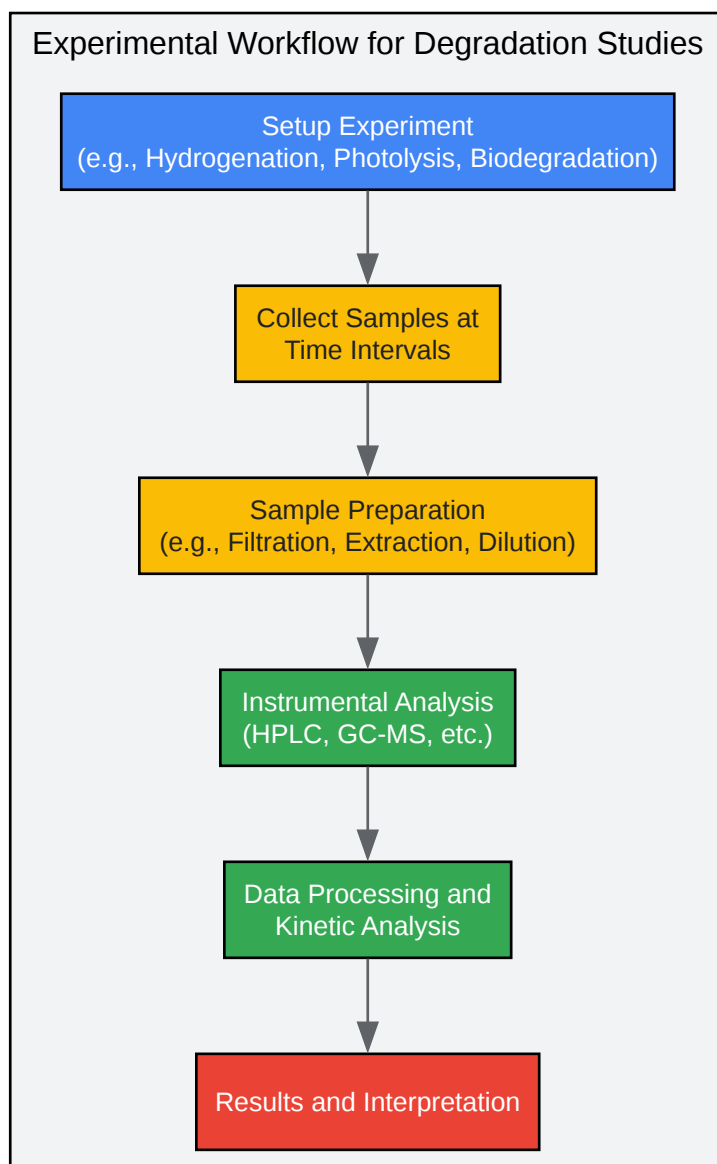 Experimental Workflow for Degradation Studies
Setup Experiment
(e.g., Hydrogenation, Photolysis, Biodegradation)
Collect Samples at
Time Intervals
Sample Preparation
(e.g., Filtration, Extraction, Dilution)
Instrumental Analysis
(HPLC, GC-MS, etc.)
Data Processing and
Kinetic Analysis
Results and Interpretation